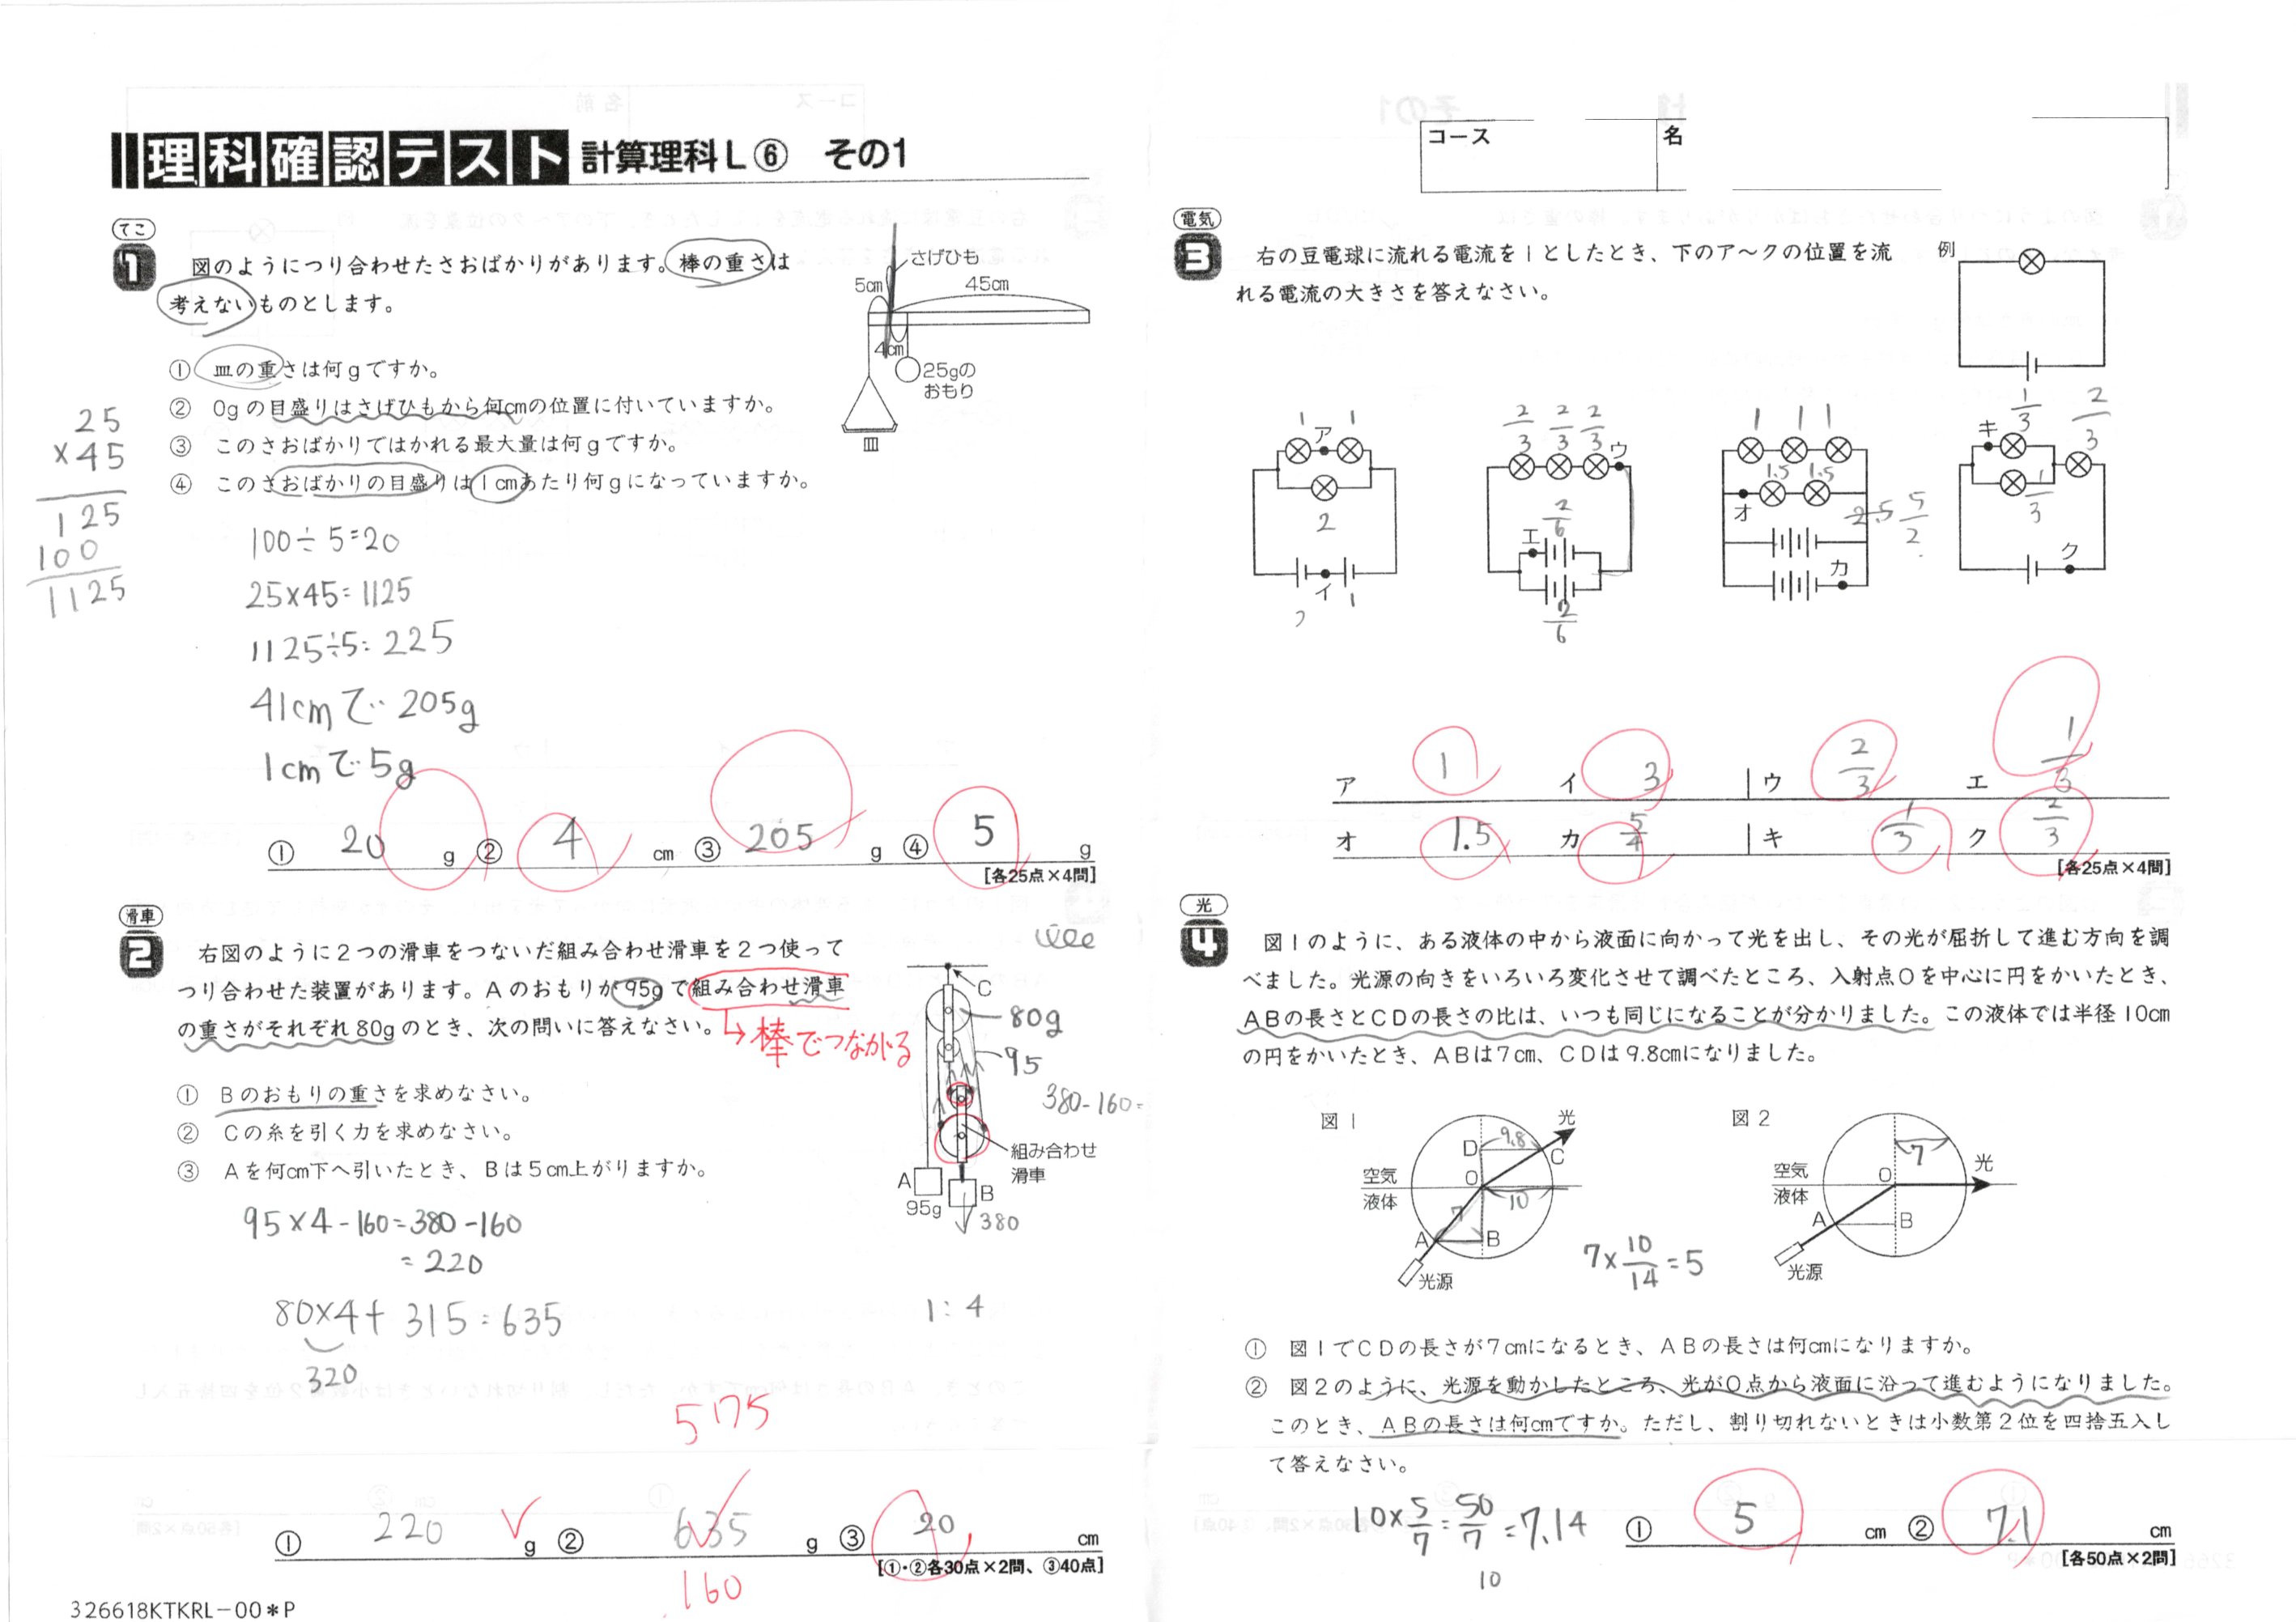 理科確認テスト 計算理科L⑥ その1
コース 名
てこ
1 図のようにつり合わせたさおばかりがあります。棒の重さは
考えないものとします。
① 皿の重さは何gですか。
② 0gの目盛りはさげひもから何cmの位置に付いていますか。
③ このさおばかりではかれる最大量は何gですか。
④ このさおばかりの目盛りは1cmあたり何gになっていますか。
さげひも
5cm 45cm
4cm
25gの
おもり
皿
25
×45
125
100
1125
100÷5=20
25×45=1125
1125÷5=225
41cmで205g
1cmで5g
① 20 g ② 4 cm ③ 205 g ④ 5 g
[各25点×4問]
滑車
2 右図のように2つの滑車をつないだ組み合わせ滑車を2つ使って
つり合わせた装置があります。Aのおもりが95gで組み合わせ滑車
の重さがそれぞれ80gのとき、次の問いに答えなさい。
→棒でつながる
① Bのおもりの重さを求めなさい。
② Cの糸を引く力を求めなさい。
③ Aを何cm下へ引いたとき、Bは5cm上がりますか。
C
80g
95
380-160=
組み合わせ
滑車
A B
95g 380
95×4-160=380-160
=220
80×4+315=635
320
1:4
575
① 220 g ② 635 g ③ 20 cm
160
[①・②各30点×2問、③40点]
326618KTKRL-00*P
電気
3 右の豆電球に流れる電流を1としたとき、下のア〜クの位置を流
れる電流の大きさを答えなさい。
例
1 ア 1
2
イ 1
2/3 2/3 2/3 ウ
2/6
エ
2/6
1 1 1
1.5 1.5
オ 2.5 5/2
カ
1/3 2/3
キ
1/3
ク
ア 1 イ 3 ウ 2/3 エ 1/3
オ 1.5 カ 5/4 キ 1/3 ク 2/3
[各25点×4問]
光
4 図1のように、ある液体の中から液面に向かって光を出し、その光が屈折して進む方向を調
べました。光源の向きをいろいろ変化させて調べたところ、入射点Oを中心に円をかいたとき、
ABの長さとCDの長さの比は、いつも同じになることが分かりました。この液体では半径10cm
の円をかいたとき、ABは7cm、CDは9.8cmになりました。
図1
光
D 9.8 C
空気 O
液体 10
7
A B
光源
7×10/14=5
図2
7
光
空気 O
液体
A B
光源
① 図1でCDの長さが7cmになるとき、ABの長さは何cmになりますか。
② 図2のように、光源を動かしたところ、光がO点から液面に沿って進むようになりました。
このとき、ABの長さは何cmですか。ただし、割り切れないときは小数第2位を四捨五入し
て答えなさい。
10×5/7=50/7=7.14
① 5 cm ② 7.1 cm
10
[各50点×2問]